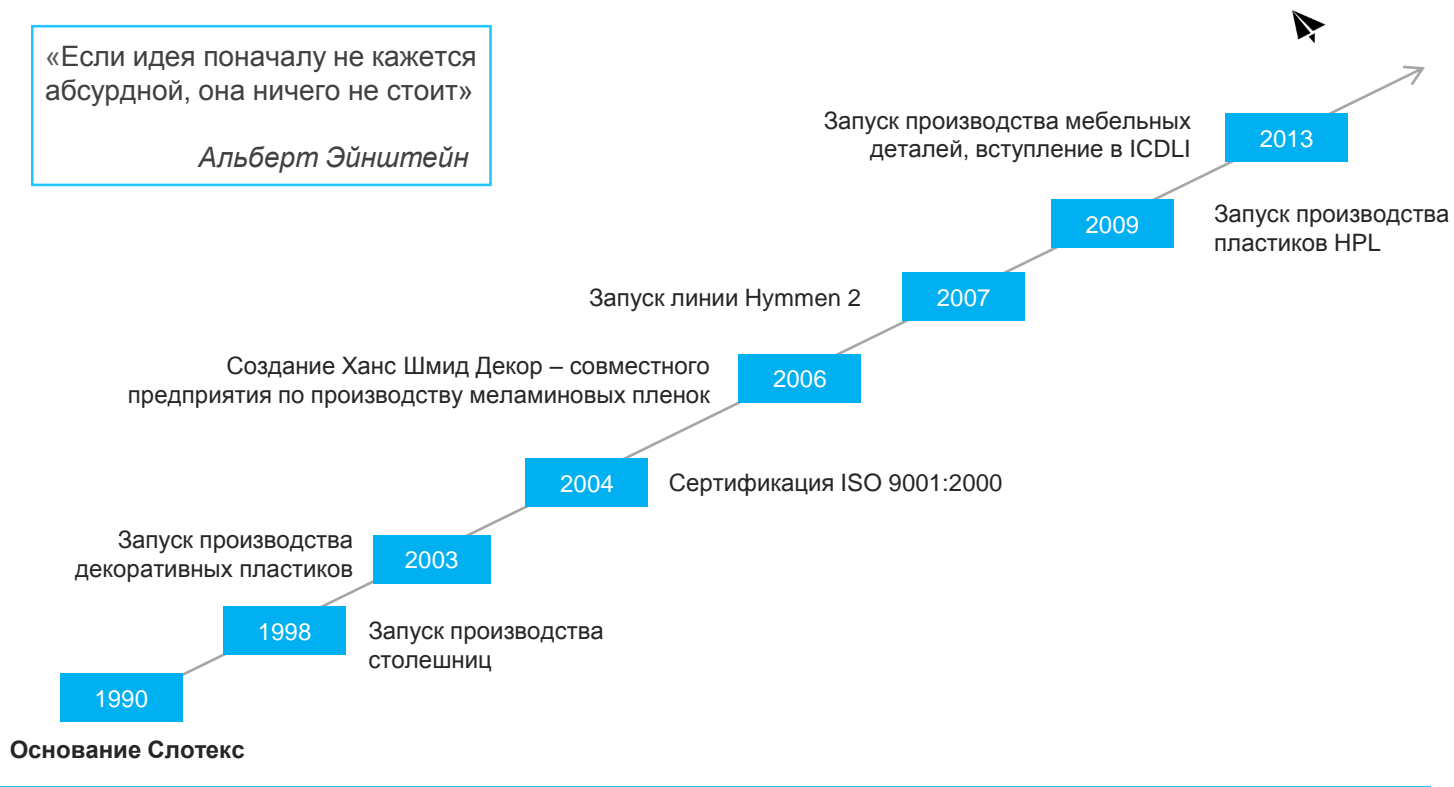 «Если идея поначалу не кажется
абсурдной, она ничего не стоит»
Альберт Эйнштейн
Запуск производства мебельных
деталей, вступление в ICDLI
2013
2009
Запуск производства
пластиков HPL
Запуск линии Hymmen 2
2007
Создание Ханс Шмид Декор – совместного
предприятия по производству меламиновых пленок
2006
2004
Сертификация ISO 9001:2000
Запуск производства
декоративных пластиков
2003
1998
Запуск производства
столешниц
1990
Основание Слотекс